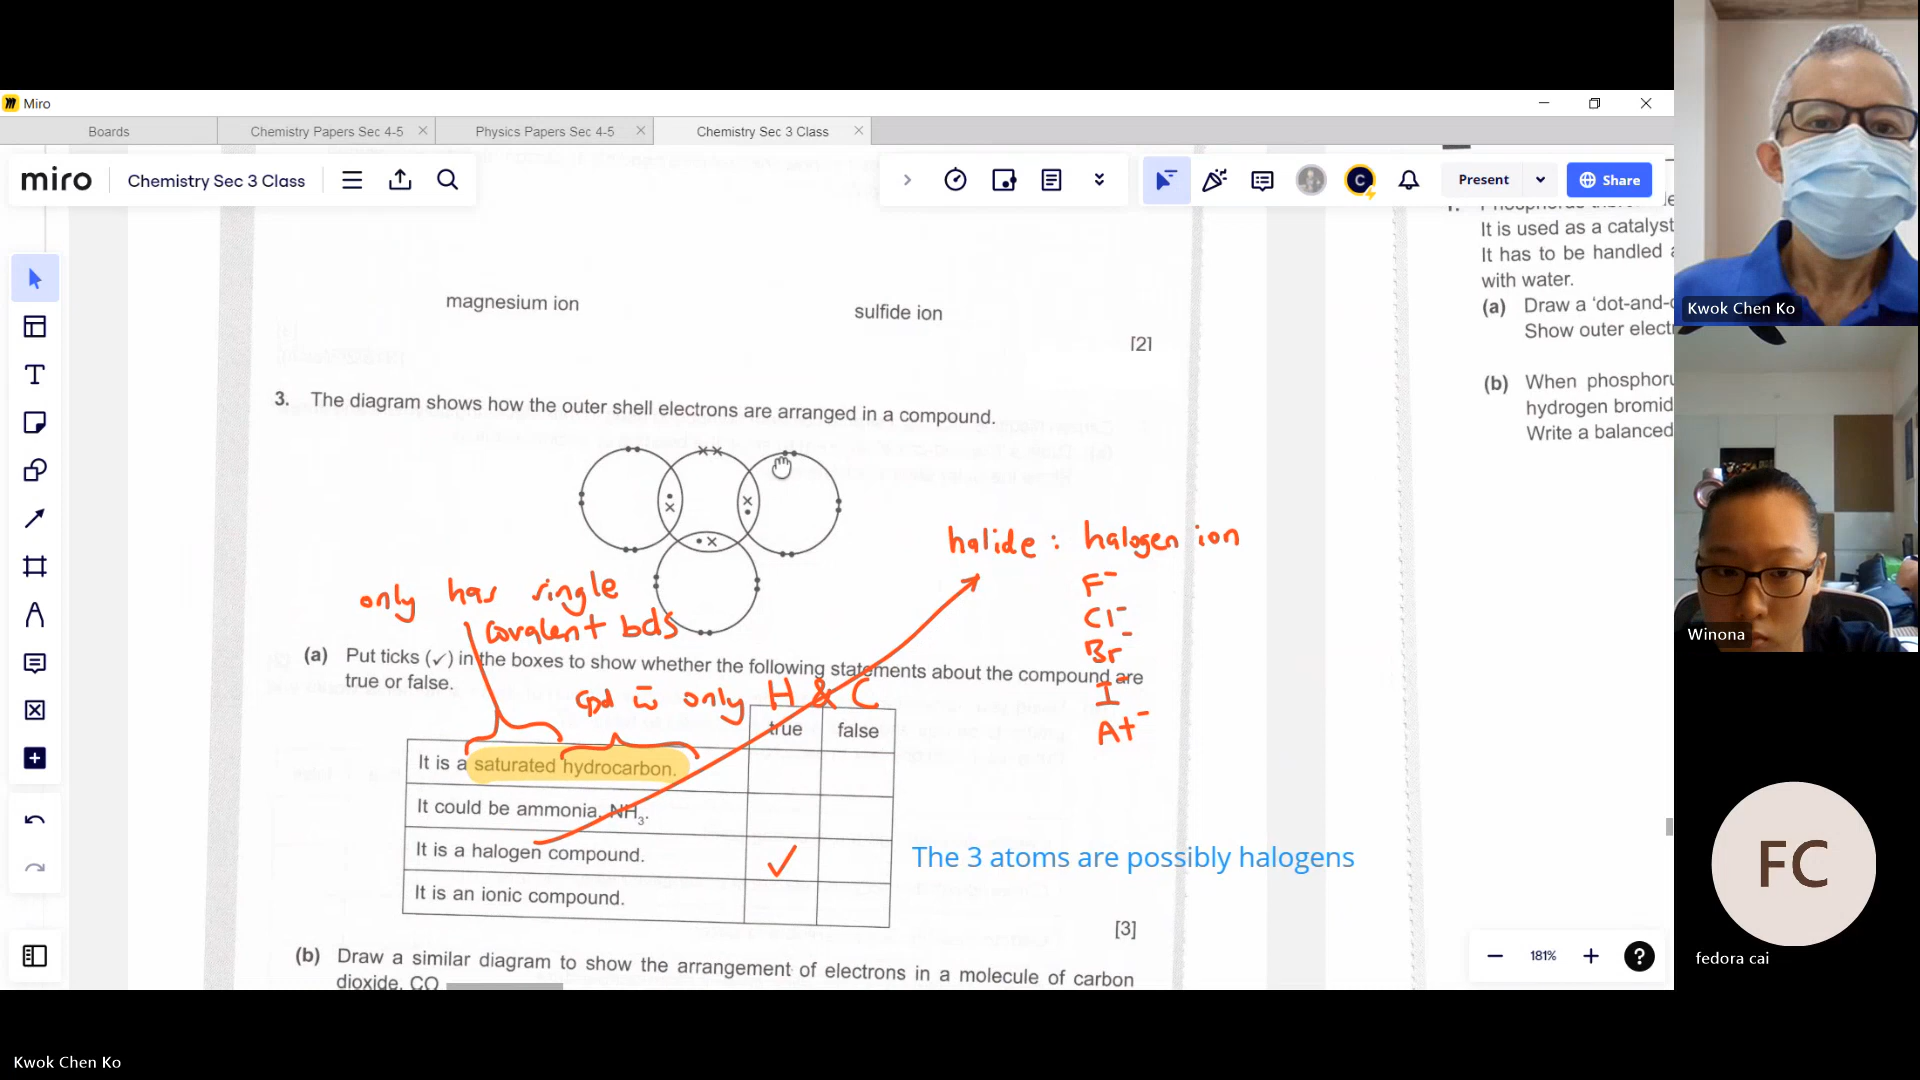 Miro
Boards
Chemistry Papers Sec 4-5
Physics Papers Sec 4-5
Chemistry Sec 3 Class
miro
Chemistry Sec 3 Class
C
Present
Share
It is used as a catalyst
It has to be handled
with water.
(a) Draw a 'dot-and-
Show outer elect
(b) When phosphoru
hydrogen bromid
Write a balanced
magnesium ion
sulfide ion
[2]
3. The diagram shows how the outer shell electrons are arranged in a compound.
halide : halogen ion
F⁻
Cl⁻
Br⁻
I⁻
At⁻
only has single
covalent bds
(a) Put ticks (✓) in the boxes to show whether the following statements about the compound are
true or false.
cpd w̄ only H & C
true false
It is a saturated hydrocarbon.
It could be ammonia, NH₃.
It is a halogen compound. ✓
It is an ionic compound.
The 3 atoms are possibly halogens
[3]
(b) Draw a similar diagram to show the arrangement of electrons in a molecule of carbon
dioxide, CO
181%
?
Kwok Chen Ko
Winona
FC
fedora cai
Kwok Chen Ko